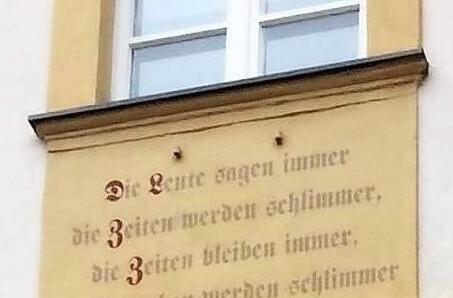 Die Leute sagen immer
die Zeiten werden schlimmer,
die Zeiten bleiben immer,
werden schlimmer